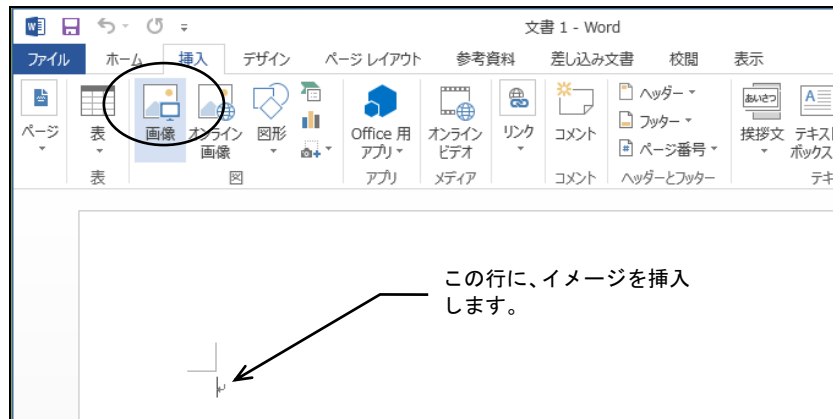 文書 1 - Word
ファイル ホーム 挿入 デザイン ページ レイアウト 参考資料 差し込み文書 校閲 表示
ページ 表 画像 オンライン 画像 図形 Office 用 アプリ オンライン ビデオ リンク コメント
ヘッダー
フッター
ページ番号
あいさつ
挨拶文
ボックス
表 図 アプリ メディア コメント ヘッダーとフッター
この行に、イメージを挿入
します。